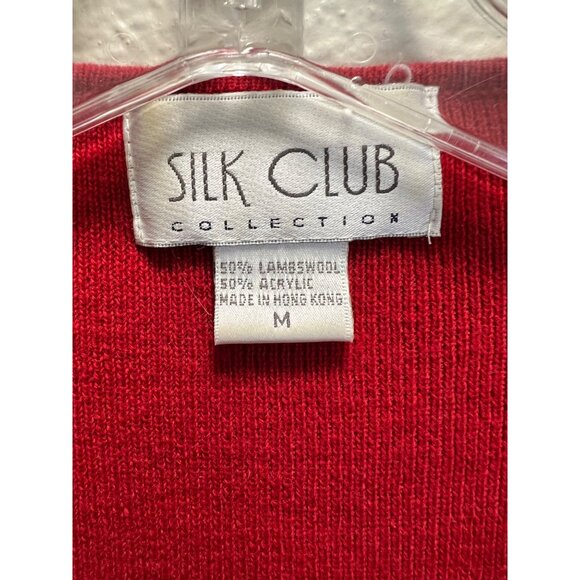 SILK CLUB
COLLECTION
50% LAMBSWOOL
50% ACRYLIC
MADE IN HONG KONG
M